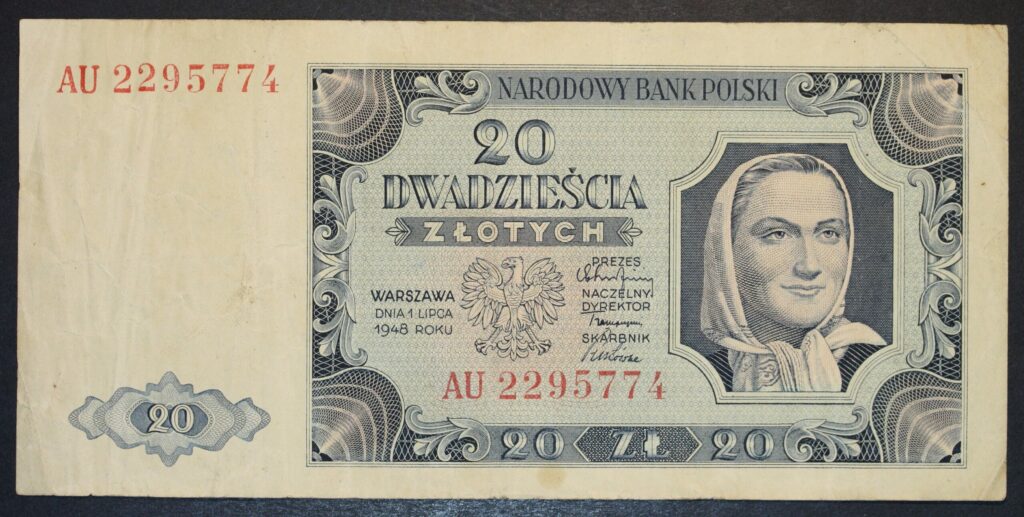 AU 2295774
NARODOWY BANK POLSKI
20
DWADZIEŚCIA
ZŁOTYCH
WARSZAWA
DNIA 1 LIPCA
1948 ROKU
PREZES
NACZELNY
DYREKTOR
SKARBNIK
AU 2295774
20
20 ZŁ 20